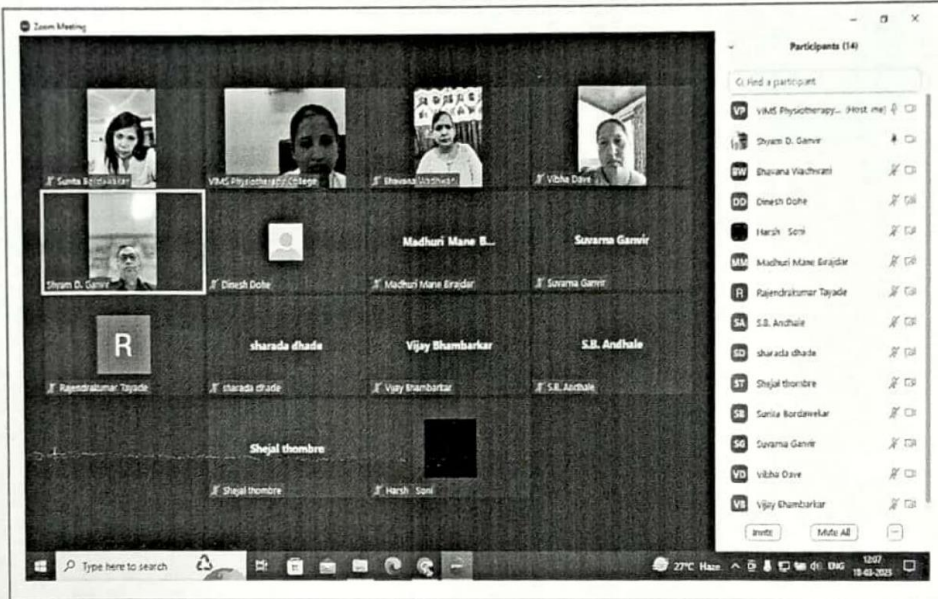 Zoom Meeting
Participants (14)
Find a participant
Sunita Bordawekar
VIMS Physiotherapy College
Bhavana Wadhwani
Vibha Dave
Shyam D. Ganvir
Dinesh Dohe
Madhuri Mane B...
Madhuri Mane Birajdar
Suvarna Ganvir
Suvarna Ganvir
R
Rajendrakumar Tayade
sharada dhade
sharada dhade
Vijay Bhambarkar
Vijay Bhambarkar
S.B. Andhale
S.B. Andhale
Shejal thombre
Shejal thombre
Harsh Soni
VP VIMS Physiotherapy... (Host, me)
Shyam D. Ganvir
BW Bhavana Wadhwani
DD Dinesh Dohe
Harsh Soni
MM Madhuri Mane Birajdar
R Rajendrakumar Tayade
SA S.B. Andhale
SD sharada dhade
ST Shejal thombre
SB Sunita Bordawekar
SG Suvarna Ganvir
VD Vibha Dave
VB Vijay Bhambarkar
Invite
Mute All
Type here to search
27°C Haze
ENG
12:07